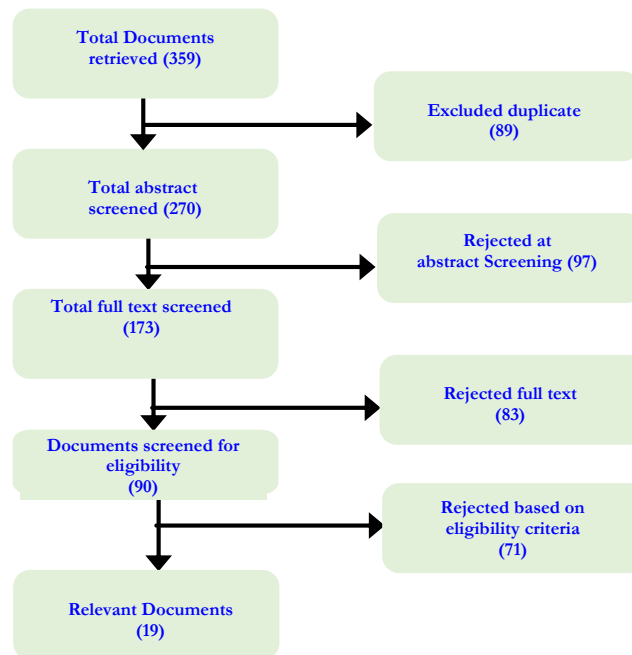 Total Documents
retrieved (359)
Excluded duplicate
(89)
Total abstract
screened (270)
Rejected at
abstract Screening (97)
Total full text screened
(173)
Rejected full text
(83)
Documents screened for
eligibility
(90)
Rejected based on
eligibility criteria
(71)
Relevant Documents
(19)